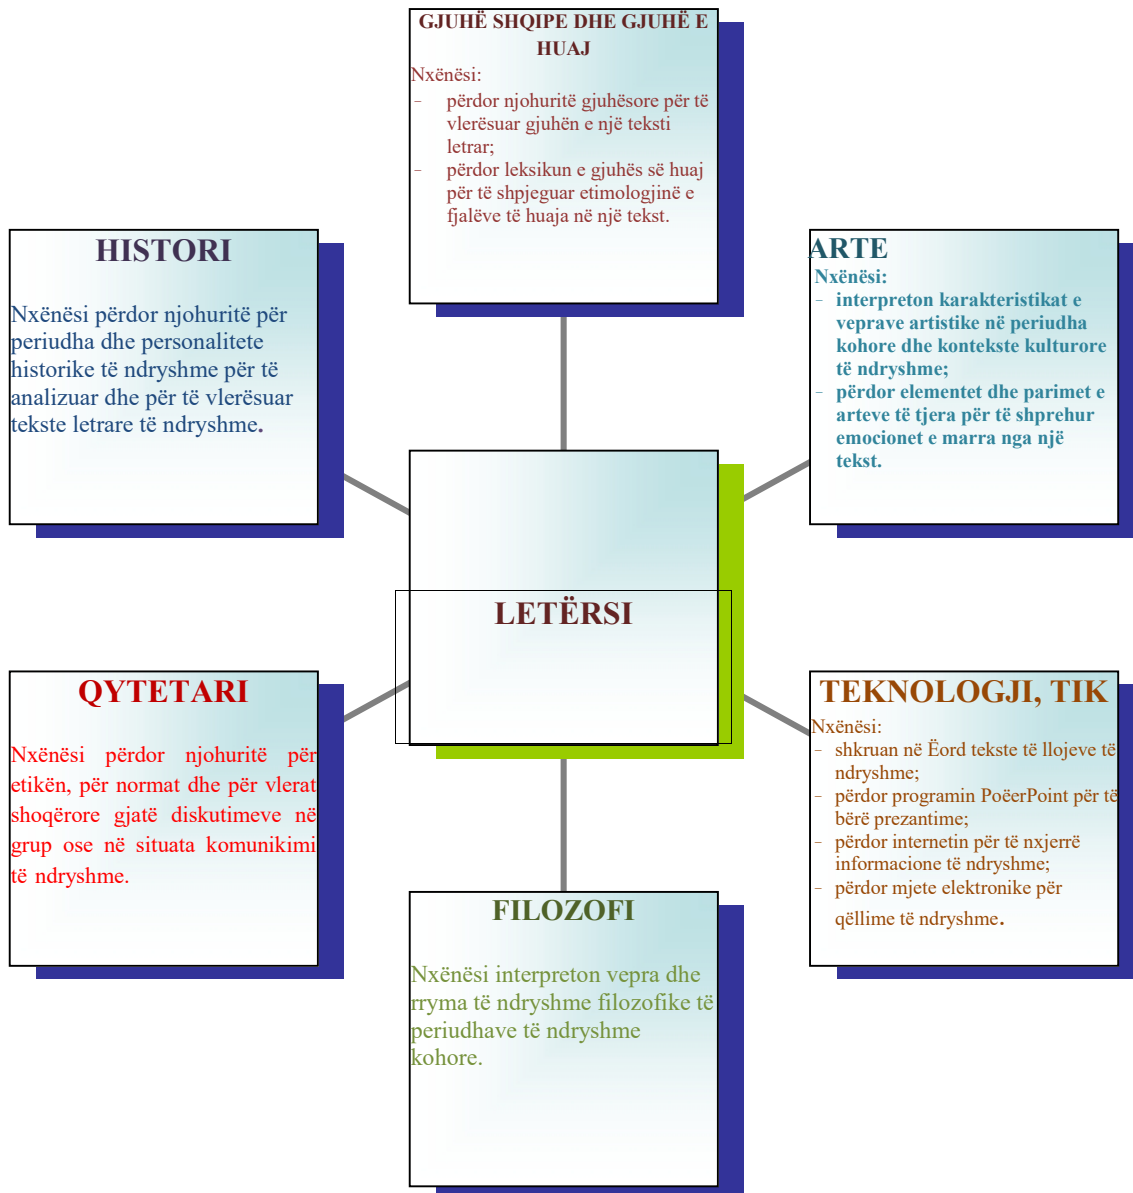 GJUHË SHQIPE DHE GJUHË E
HUAJ
Nxënësi:
- përdor njohuritë gjuhësore për të
vlerësuar gjuhën e një teksti
letrar;
- përdor leksikun e gjuhës së huaj
për të shpjeguar etimologjinë e
fjalëve të huaja në një tekst.
HISTORI
Nxënësi përdor njohuritë për
periudha dhe personalitete
historike të ndryshme për të
analizuar dhe për të vlerësuar
tekste letrare të ndryshme.
ARTE
Nxënësi:
- interpreton karakteristikat e
veprave artistike në periudha
kohore dhe kontekste kulturore
të ndryshme;
- përdor elementet dhe parimet e
arteve të tjera për të shprehur
emocionet e marra nga një
tekst.
LETËRSI
QYTETARI
Nxënësi përdor njohuritë për
etikën, për normat dhe për vlerat
shoqërore gjatë diskutimeve në
grup ose në situata komunikimi
të ndryshme.
TEKNOLOGJI, TIK
Nxënësi:
- shkruan në Ëord tekste të llojeve të
ndryshme;
- përdor programin PoëerPoint për të
bërë prezantime;
- përdor internetin për të nxjerrë
informacione të ndryshme;
- përdor mjete elektronike për
qëllime të ndryshme.
FILOZOFI
Nxënësi interpreton vepra dhe
rryma të ndryshme filozofike të
periudhave të ndryshme
kohore.